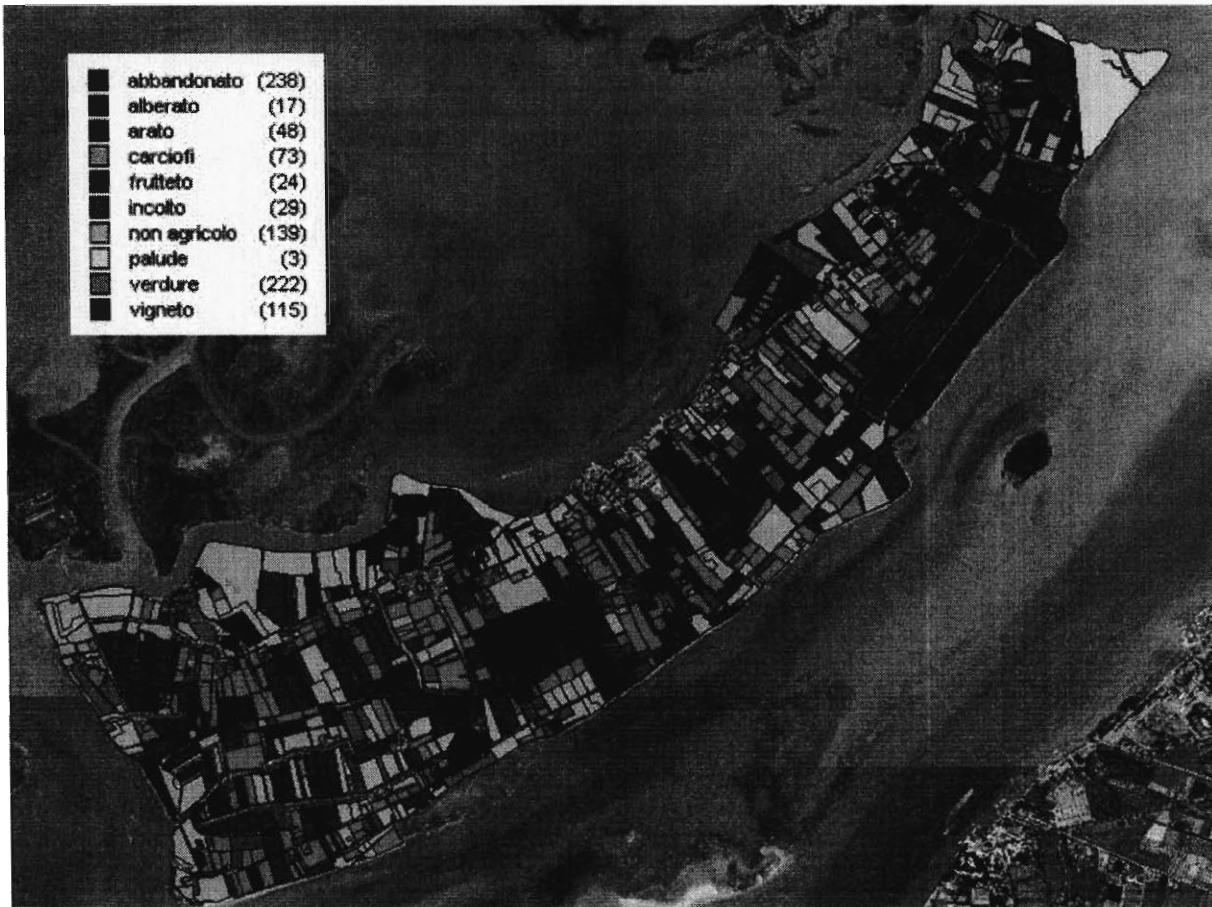 abbandonato (238)
alberato (17)
arato (48)
carciofi (73)
frutteto (24)
incolto (29)
non agricolo (139)
palude (3)
verdure (222)
vigneto (115)